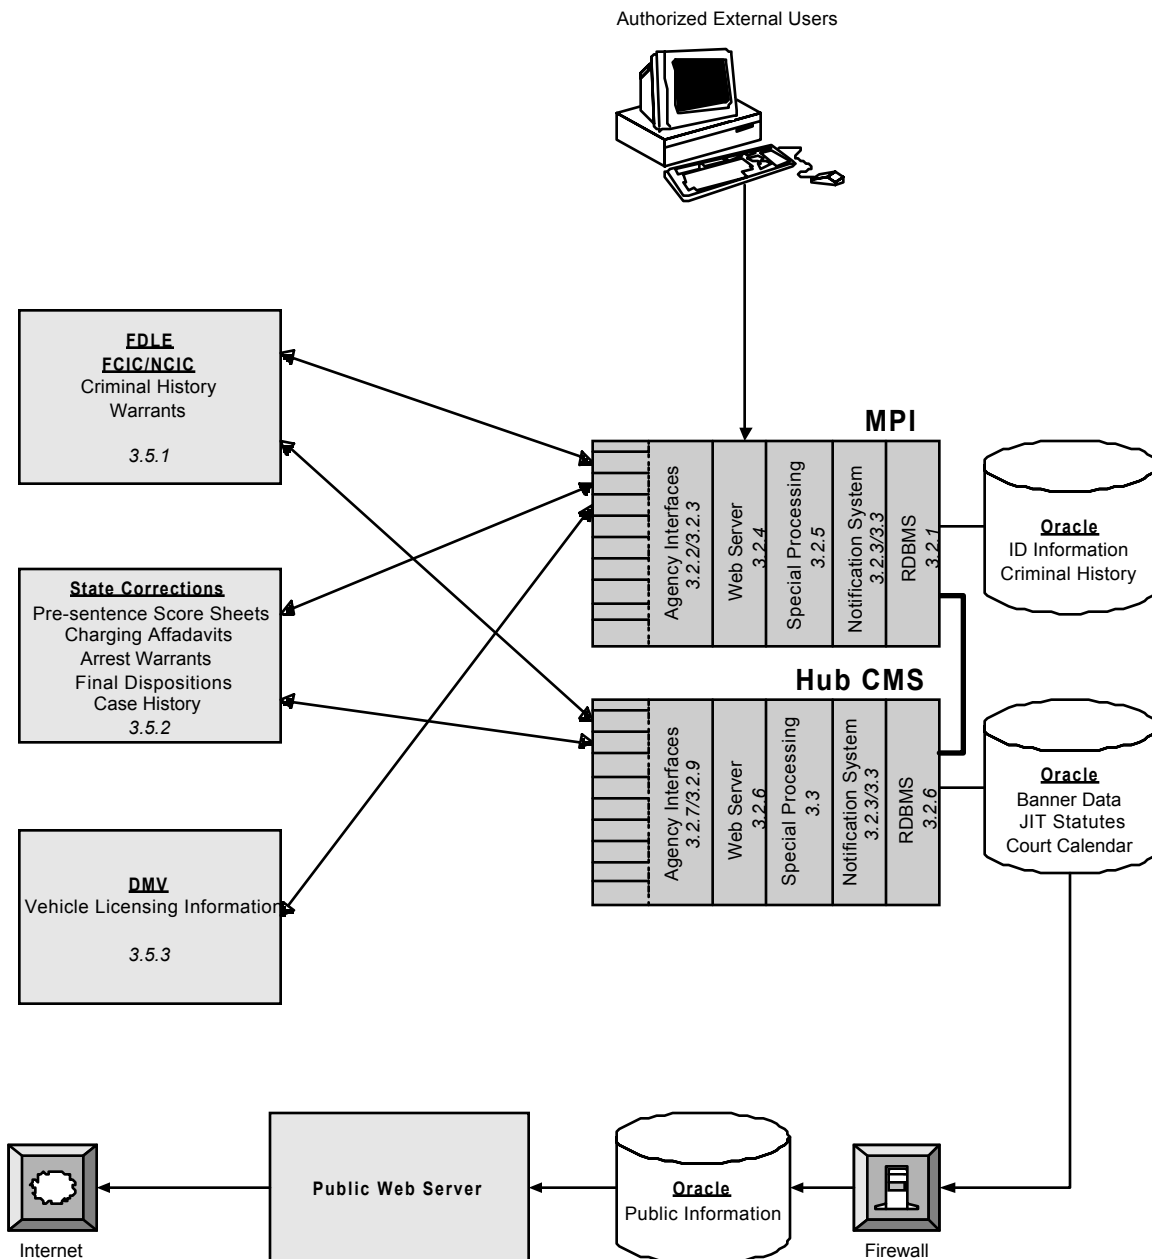 Authorized External Users
FDLE
FCIC/NCIC
Criminal History
Warrants
3.5.1
State Corrections
Pre-sentence Score Sheets
Charging Affadavits
Arrest Warrants
Final Dispositions
Case History
3.5.2
DMV
Vehicle Licensing Information
3.5.3
MPI
Agency Interfaces
3.2.2/3.2.3
Web Server
3.2.4
Special Processing
3.2.5
Notification System
3.2.3/3.3
RDBMS
3.2.1
Oracle
ID Information
Criminal History
Hub CMS
Agency Interfaces
3.2.7/3.2.9
Web Server
3.2.6
Special Processing
3.3
Notification System
3.2.3/3.3
RDBMS
3.2.6
Oracle
Banner Data
JIT Statutes
Court Calendar
Internet
Public Web Server
Oracle
Public Information
Firewall